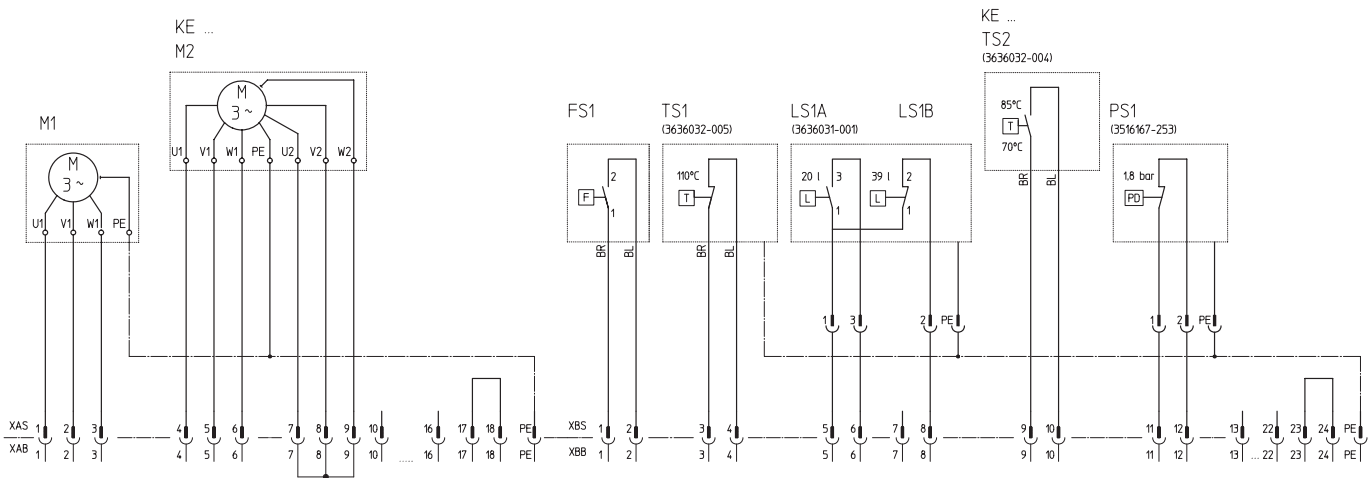 KE ...
M2
KE ...
TS2
(3636032-004)
M1
FS1
TS1
(3636032-005)
LS1A
(3636031-001)
LS1B
PS1
(3516167-253)
M
3 ~
M
3 ~
U1 V1 W1 PE U2 V2 W2
U1 V1 W1 PE
F
2
1
110°C
T
20 l
3
L
1
39 l
2
L
1
85°C
T
70°C
1,8 bar
PD
BR BL
BR BL
BR BL
1 3 2 PE
1 2 PE
XAS 1 2 3 4 5 6 7 8 9 10 16 17 18 PE
XAB 1 2 3 4 5 6 7 8 9 10 ..... 16 17 18 PE
XBS 1 2 3 4 5 6 7 8 9 10 11 12 13 22 23 24 PE
XBB 1 2 3 4 5 6 7 8 9 10 11 12 13 ... 22 23 24 PE